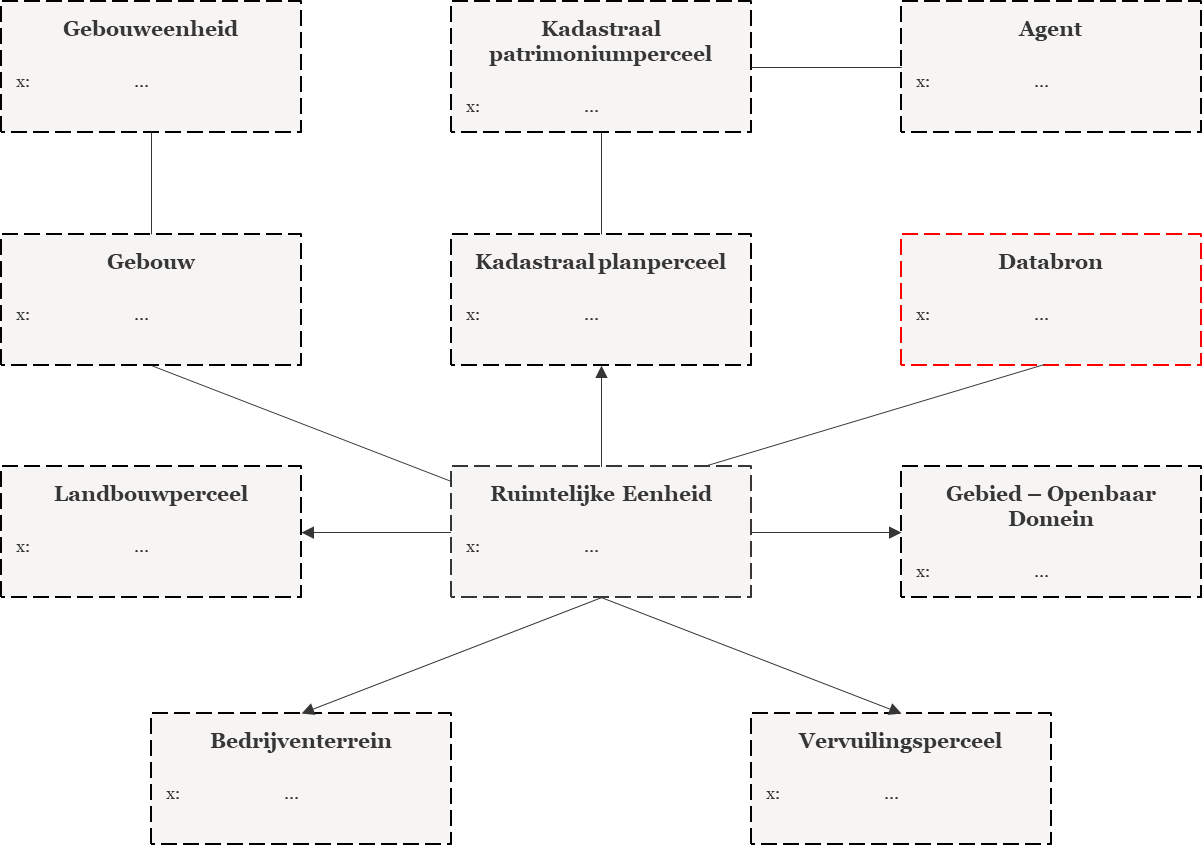 Gebouweenheid
x: ...
Kadastraal
patrimoniumperceel
x: ...
Agent
x: ...
Gebouw
x: ...
Kadastraal planperceel
x: ...
Databron
x: ...
Landbouwperceel
x: ...
Ruimtelijke Eenheid
x: ...
Gebied – Openbaar
Domein
x: ...
Bedrijventerrein
x: ...
Vervuilingsperceel
x: ...